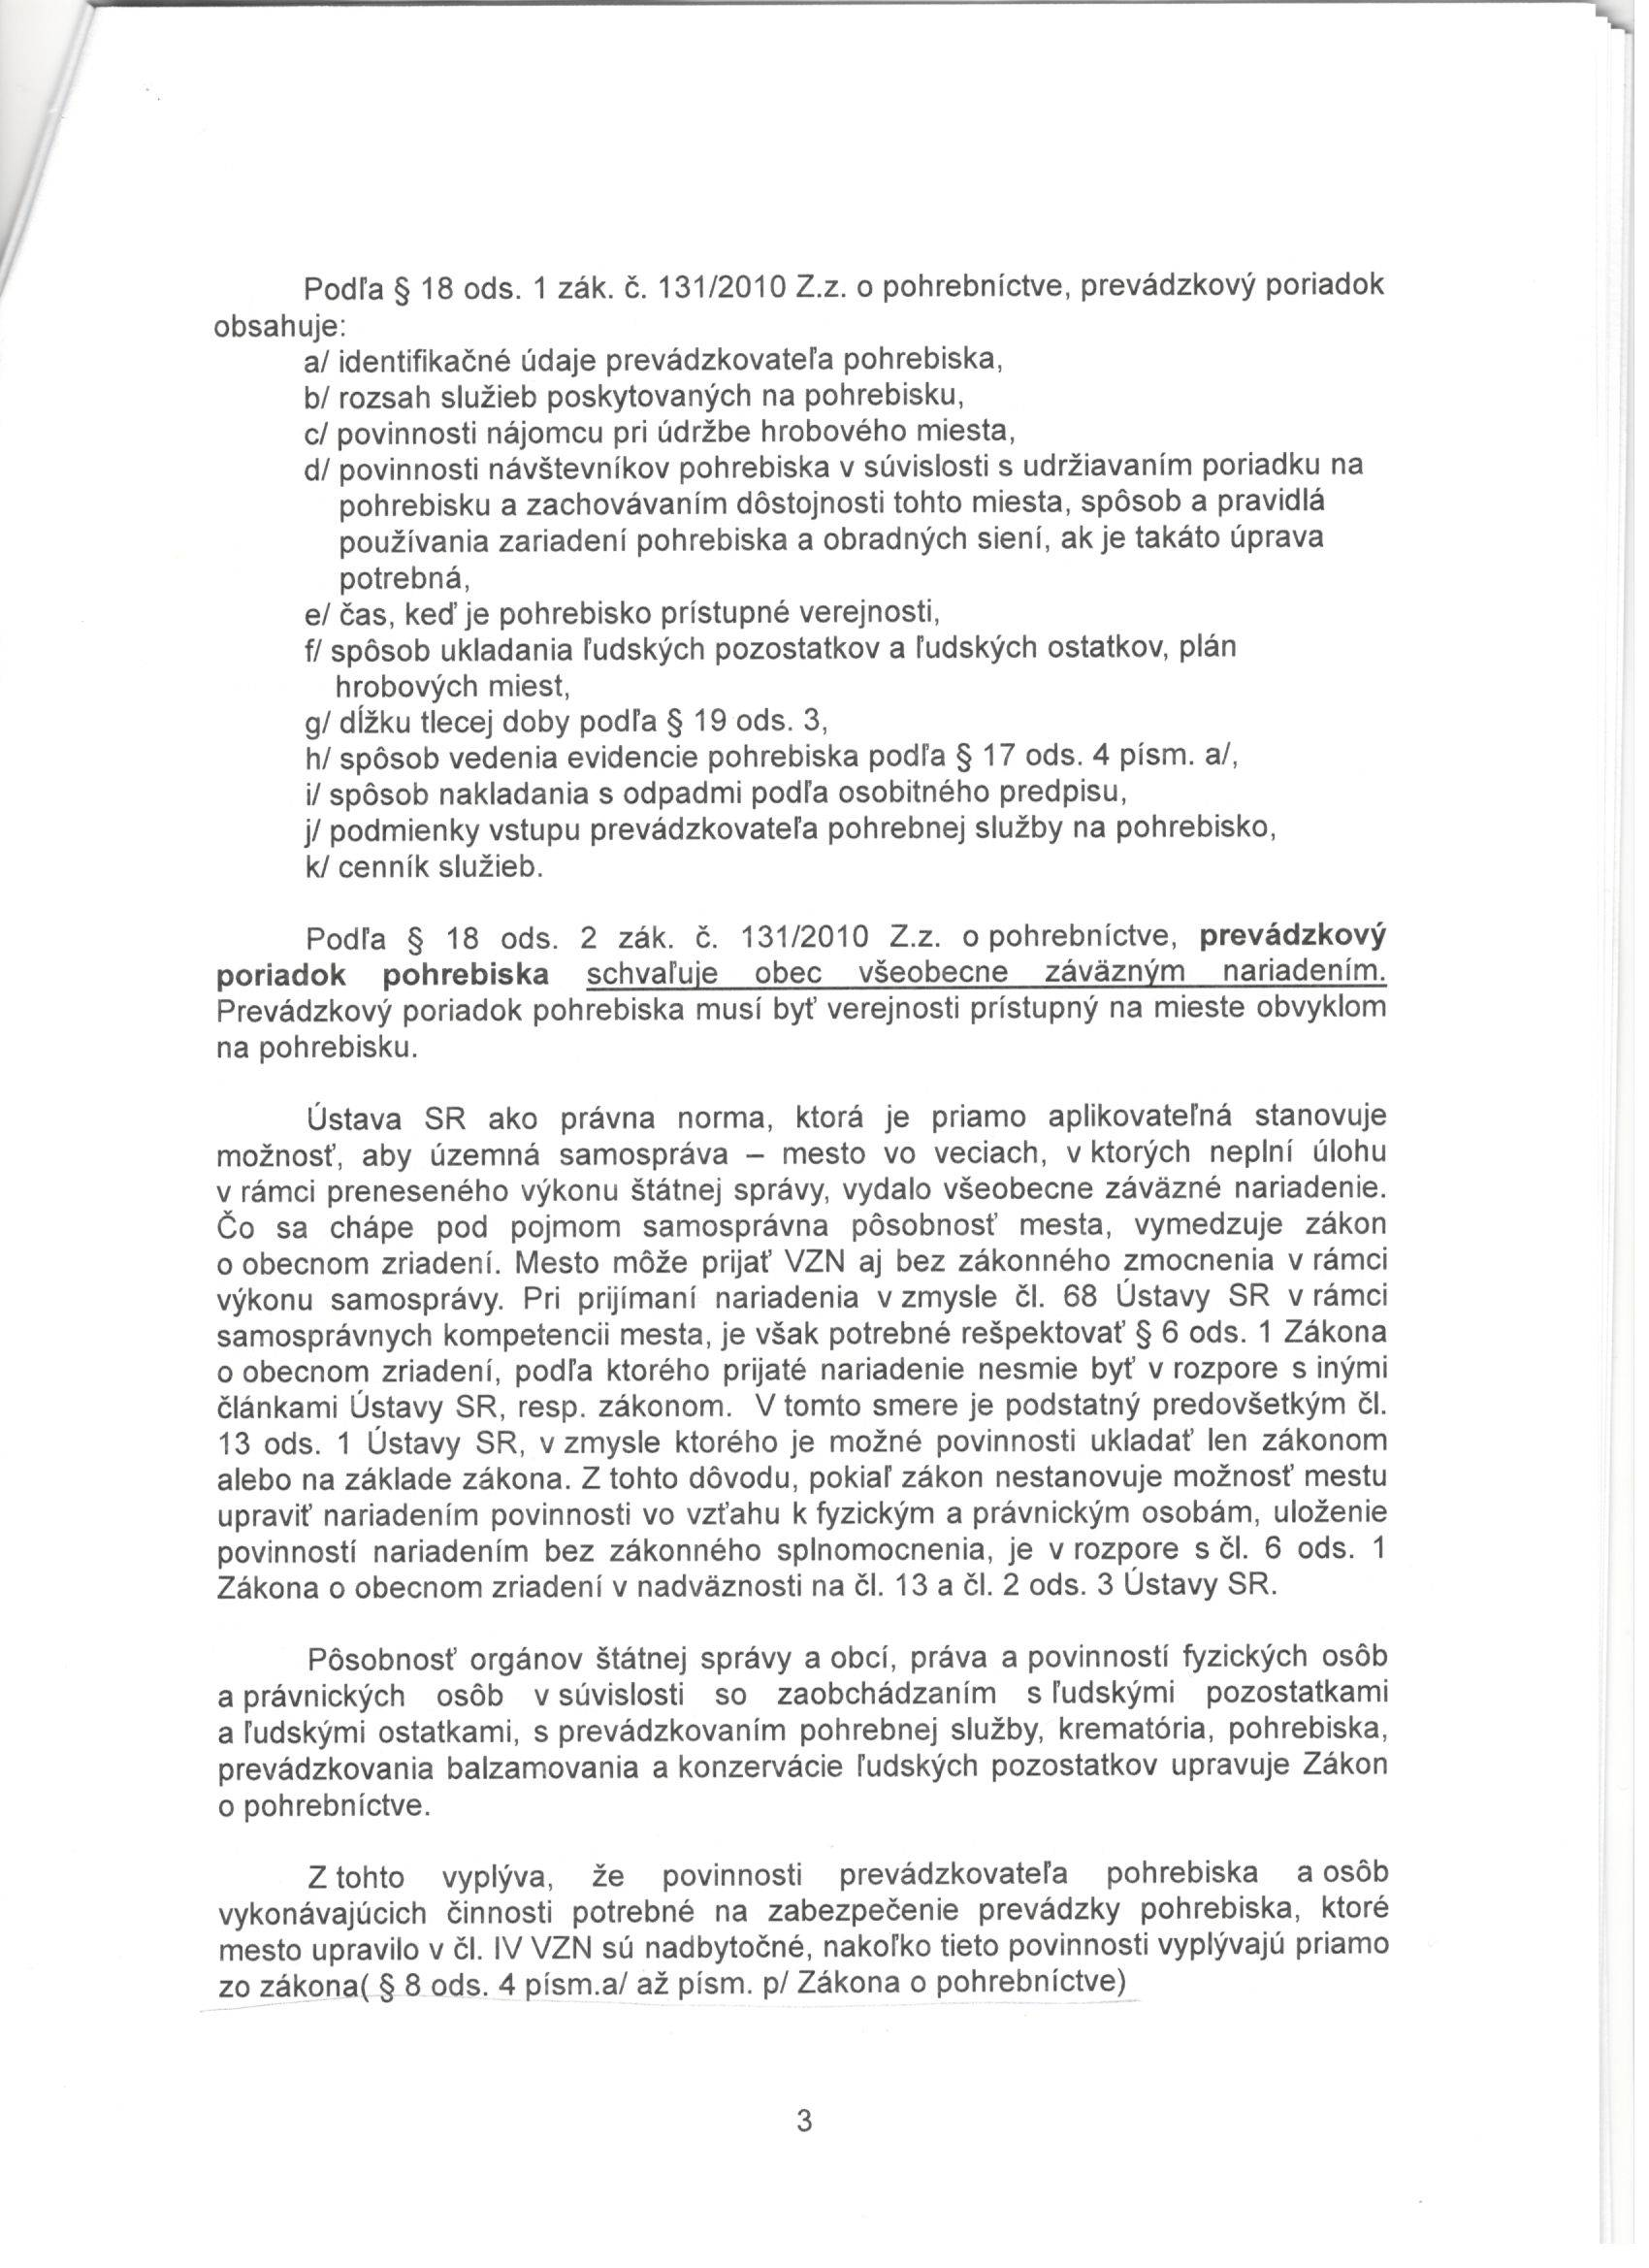 Podľa § 18 ods. 1 zák. č. 131/2010 Z.z. o pohrebníctve, prevádzkový poriadok
obsahuje:
a/ identifikačné údaje prevádzkovateľa pohrebiska,
b/ rozsah služieb poskytovaných na pohrebisku,
c/ povinnosti nájomcu pri údržbe hrobového miesta,
d/ povinnosti návštevníkov pohrebiska v súvislosti s udržiavaním poriadku na
pohrebisku a zachovávaním dôstojnosti tohto miesta, spôsob a pravidlá
používania zariadení pohrebiska a obradných siení, ak je takáto úprava
potrebná,
e/ čas, keď je pohrebisko prístupné verejnosti,
f/ spôsob ukladania ľudských pozostatkov a ľudských ostatkov, plán
hrobových miest,
g/ dĺžku tlecej doby podľa § 19 ods. 3,
h/ spôsob vedenia evidencie pohrebiska podľa § 17 ods. 4 písm. a/,
i/ spôsob nakladania s odpadmi podľa osobitného predpisu,
j/ podmienky vstupu prevádzkovateľa pohrebnej služby na pohrebisko,
k/ cenník služieb.
Podľa § 18 ods. 2 zák. č. 131/2010 Z.z. o pohrebníctve, prevádzkový
poriadok pohrebiska schvaľuje obec všeobecne záväzným nariadením.
Prevádzkový poriadok pohrebiska musí byť verejnosti prístupný na mieste obvyklom
na pohrebisku.
Ústava SR ako právna norma, ktorá je priamo aplikovateľná stanovuje
možnosť, aby územná samospráva – mesto vo veciach, v ktorých neplní úlohu
v rámci preneseného výkonu štátnej správy, vydalo všeobecne záväzné nariadenie.
Čo sa chápe pod pojmom samosprávna pôsobnosť mesta, vymedzuje zákon
o obecnom zriadení. Mesto môže prijať VZN aj bez zákonného zmocnenia v rámci
výkonu samosprávy. Pri prijímaní nariadenia v zmysle čl. 68 Ústavy SR v rámci
samosprávnych kompetencii mesta, je však potrebné rešpektovať § 6 ods. 1 Zákona
o obecnom zriadení, podľa ktorého prijaté nariadenie nesmie byť v rozpore s inými
článkami Ústavy SR, resp. zákonom. V tomto smere je podstatný predovšetkým čl.
13 ods. 1 Ústavy SR, v zmysle ktorého je možné povinnosti ukladať len zákonom
alebo na základe zákona. Z tohto dôvodu, pokiaľ zákon nestanovuje možnosť mestu
upraviť nariadením povinnosti vo vzťahu k fyzickým a právnickým osobám, uloženie
povinností nariadením bez zákonného splnomocnenia, je v rozpore s čl. 6 ods. 1
Zákona o obecnom zriadení v nadväznosti na čl. 13 a čl. 2 ods. 3 Ústavy SR.
Pôsobnosť orgánov štátnej správy a obcí, práva a povinností fyzických osôb
a právnických osôb v súvislosti so zaobchádzaním s ľudskými pozostatkami
a ľudskými ostatkami, s prevádzkovaním pohrebnej služby, krematória, pohrebiska,
prevádzkovania balzamovania a konzervácie ľudských pozostatkov upravuje Zákon
o pohrebníctve.
Z tohto vyplýva, že povinnosti prevádzkovateľa pohrebiska a osôb
vykonávajúcich činnosti potrebné na zabezpečenie prevádzky pohrebiska, ktoré
mesto upravilo v čl. IV VZN sú nadbytočné, nakoľko tieto povinnosti vyplývajú priamo
zo zákona( § 8 ods. 4 písm.a/ až písm. p/ Zákona o pohrebníctve)
3